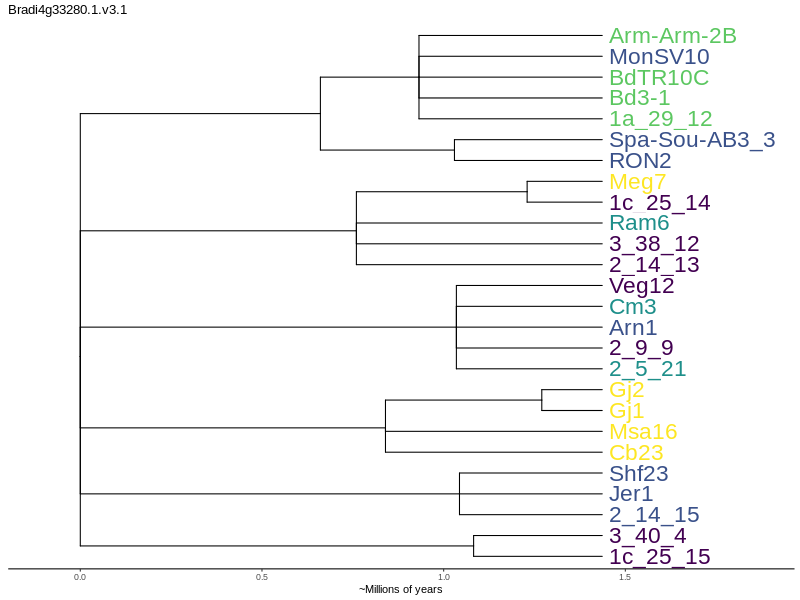 Bradi4g33280.1.v3.1
Arm-Arm-2B
MonSV10
BdTR10C
Bd3-1
1a_29_12
Spa-Sou-AB3_3
RON2
Meg7
1c_25_14
Ram6
3_38_12
2_14_13
Veg12
Cm3
Arn1
2_9_9
2_5_21
Gj2
Gj1
Msa16
Cb23
Shf23
Jer1
2_14_15
3_40_4
1c_25_15
0.0 0.5 1.0 1.5
~Millions of years